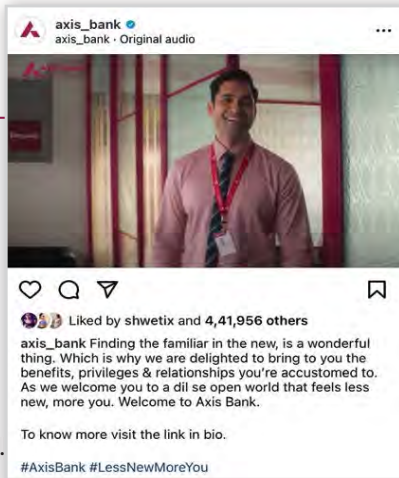 axis_bank
axis_bank · Original audio
Liked by shwetix and 4,41,956 others
axis_bank Finding the familiar in the new, is a wonderful
thing. Which is why we are delighted to bring to you the
benefits, privileges & relationships you're accustomed to.
As we welcome you to a dil se open world that feels less
new, more you. Welcome to Axis Bank.
To know more visit the link in bio.
#AxisBank #LessNewMoreYou